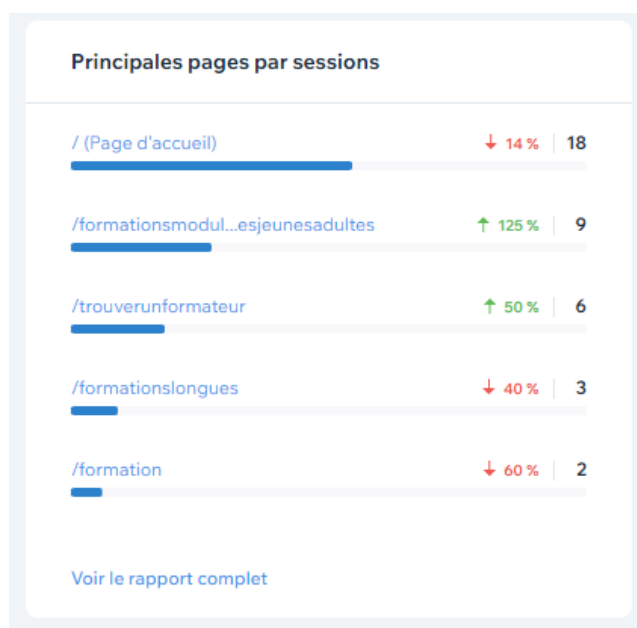 Principales pages par sessions
/ (Page d'accueil) ↓ 14 % 18
/formationsmodul...esjeunesadultes ↑ 125 % 9
/trouverunformateur ↑ 50 % 6
/formationslongues ↓ 40 % 3
/formation ↓ 60 % 2
Voir le rapport complet